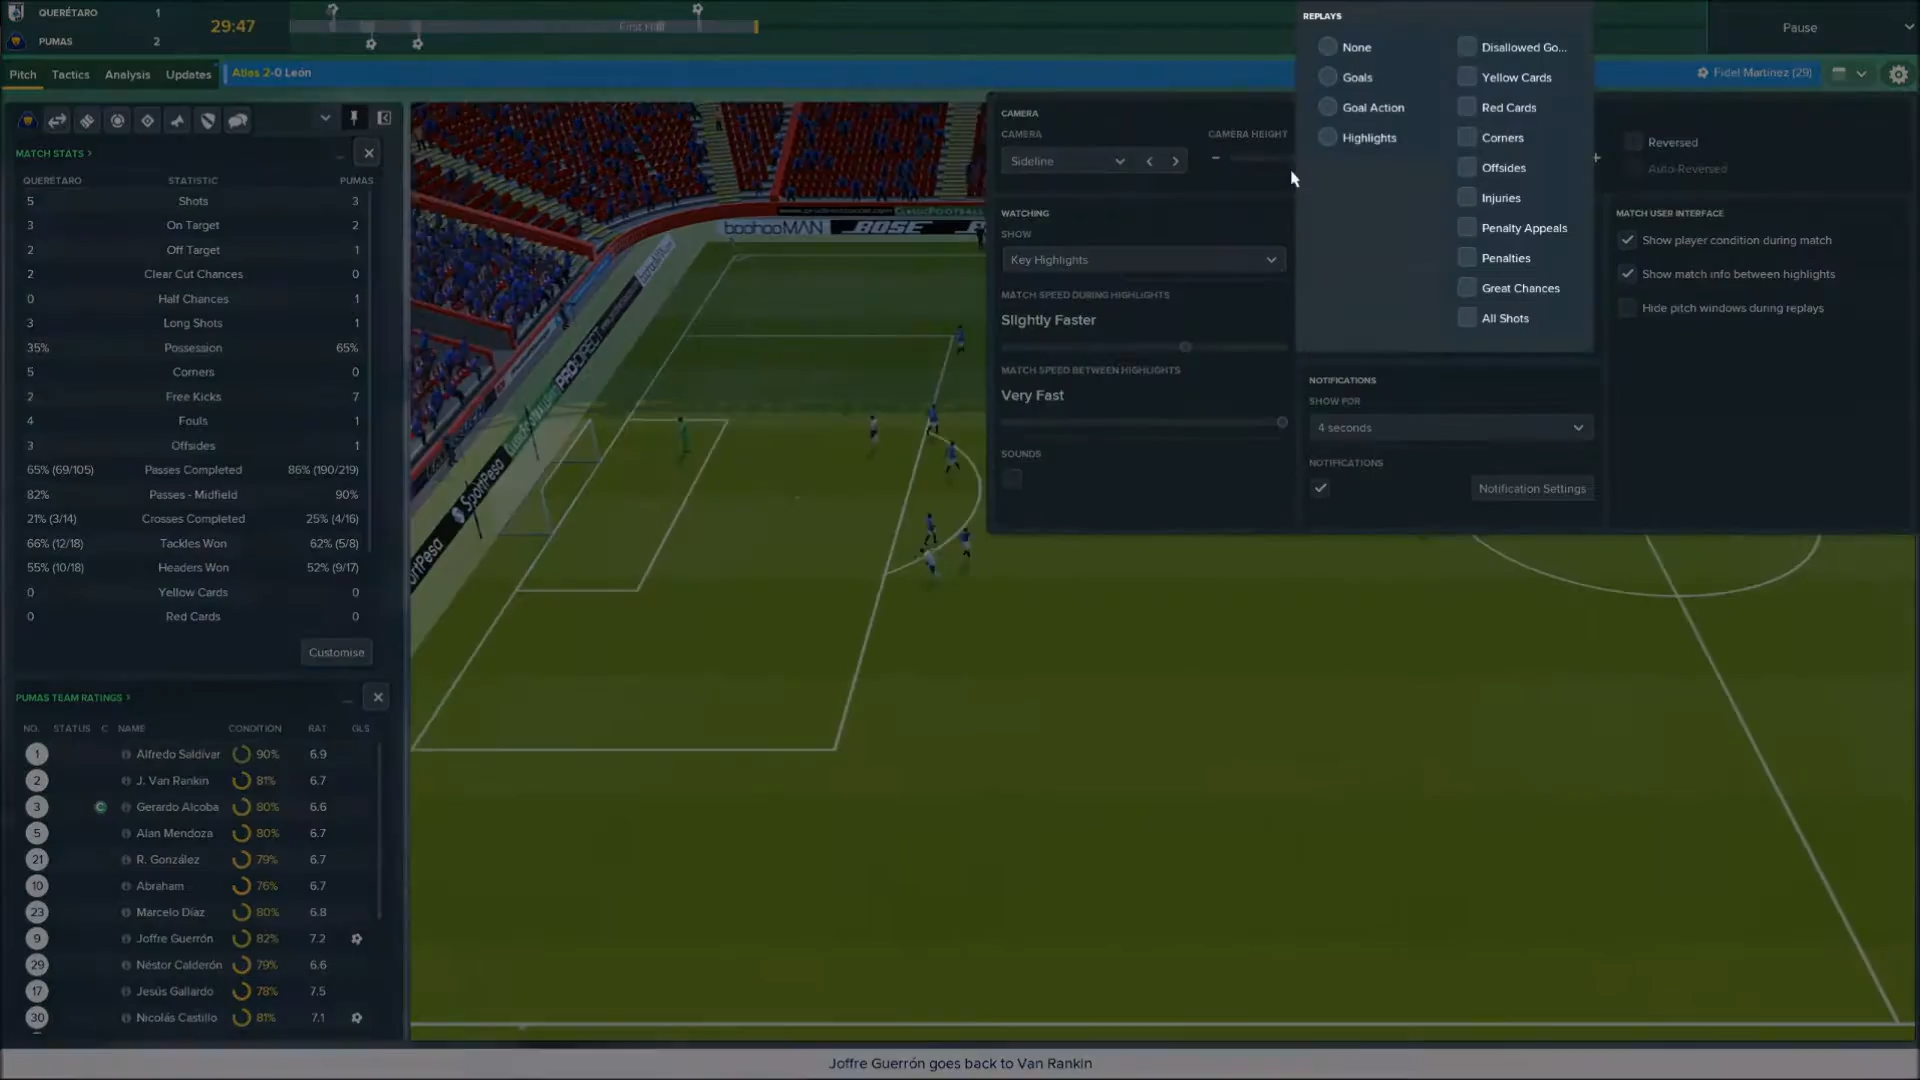 QUERÉTARO 1
PUMAS 2
29:47
First Half
Pause
Pitch Tactics Analysis Updates
Atlas 2-0 León
Fidel Martínez (29)
MATCH STATS >
QUERÉTARO STATISTIC PUMAS
5 Shots 3
3 On Target 2
2 Off Target 1
2 Clear Cut Chances 0
0 Half Chances 1
3 Long Shots 1
35% Possession 65%
5 Corners 0
2 Free Kicks 7
4 Fouls 1
3 Offsides 1
65% (69/105) Passes Completed 86% (190/219)
82% Passes - Midfield 90%
21% (3/14) Crosses Completed 25% (4/16)
66% (12/18) Tackles Won 62% (5/8)
55% (10/18) Headers Won 52% (9/17)
0 Yellow Cards 0
0 Red Cards 0
Customise
PUMAS TEAM RATINGS >
NO. STATUS C NAME CONDITION RAT GLS
1 Alfredo Saldívar 90% 6.9
2 J. Van Rankin 81% 6.7
3 C Gerardo Alcoba 80% 6.6
5 Alan Mendoza 80% 6.7
21 R. González 79% 6.7
10 Abraham 76% 6.7
23 Marcelo Díaz 80% 6.8
9 Joffre Guerrón 82% 7.2
29 Néstor Calderón 79% 6.6
17 Jesús Gallardo 78% 7.5
30 Nicolás Castillo 81% 7.1
boohooMAN BOSE
PRODIRECT
SportPesa
CAMERA
CAMERA CAMERA HEIGHT
Sideline
WATCHING
SHOW
Key Highlights
MATCH SPEED DURING HIGHLIGHTS
Slightly Faster
MATCH SPEED BETWEEN HIGHLIGHTS
Very Fast
SOUNDS
REPLAYS
None
Goals
Goal Action
Highlights
Disallowed Go...
Yellow Cards
Red Cards
Corners
Offsides
Injuries
Penalty Appeals
Penalties
Great Chances
All Shots
NOTIFICATIONS
SHOW FOR
4 seconds
NOTIFICATIONS
Notification Settings
Reversed
Auto-Reversed
MATCH USER INTERFACE
Show player condition during match
Show match info between highlights
Hide pitch windows during replays
Joffre Guerrón goes back to Van Rankin